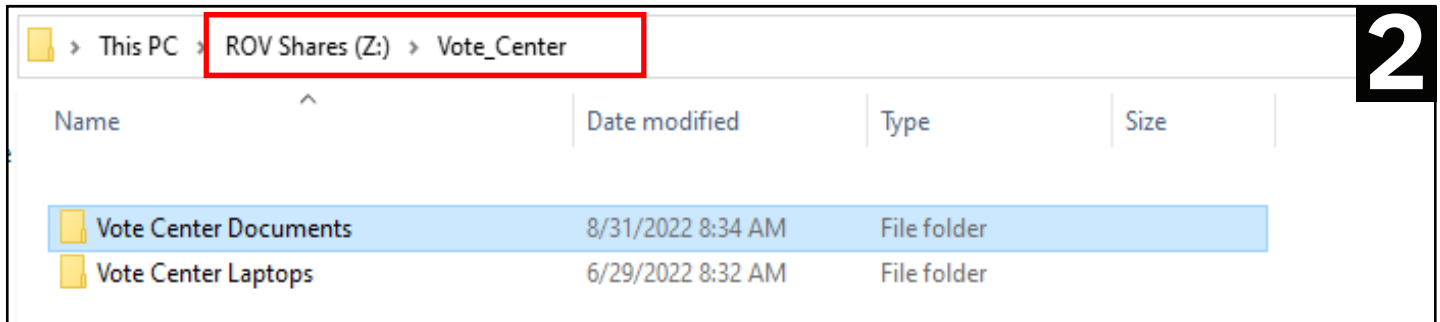 This PC > ROV Shares (Z:) > Vote_Center
2
Name Date modified Type Size
Vote Center Documents 8/31/2022 8:34 AM File folder
Vote Center Laptops 6/29/2022 8:32 AM File folder